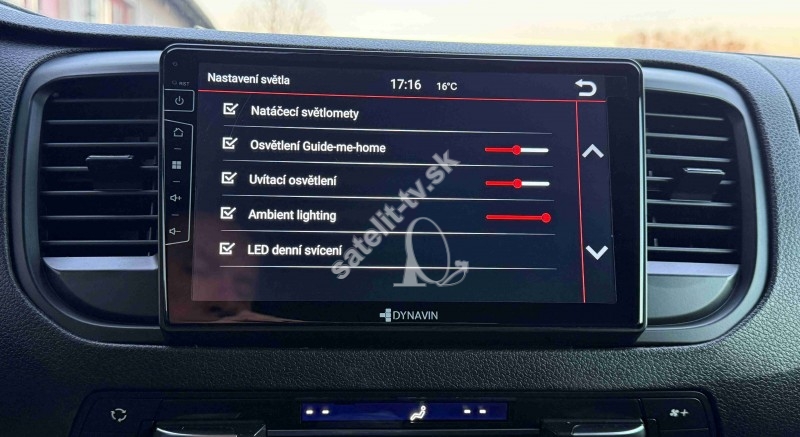 Nastavení světla
17:16 16°C
RST
Natáčecí světlomety
Osvětlení Guide-me-home
Uvítací osvětlení
Ambient lighting
LED denní svícení
satelit-tv.sk
DYNAVIN